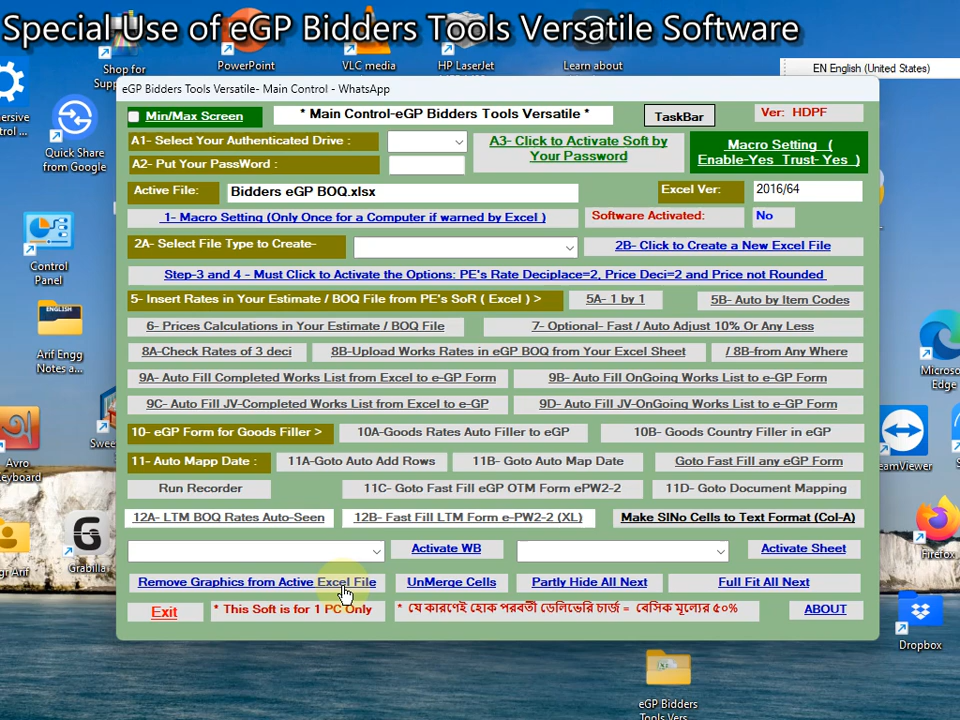 Special Use of eGP Bidders Tools Versatile Software
Shop for
PowerPoint
VLC media
HP LaserJet
Learn about
EN English (United States)
eGP Bidders Tools Versatile- Main Control - WhatsApp
Min/Max Screen
* Main Control-eGP Bidders Tools Versatile *
TaskBar
Ver: HDPF
A1- Select Your Authenticated Drive :
A3- Click to Activate Soft by
Your Password
Macro Setting (
Enable-Yes Trust- Yes )
A2- Put Your PassWord :
Quick Share
from Google
Active File:
Bidders eGP BOQ.xlsx
Excel Ver:
2016/64
1- Macro Setting (Only Once for a Computer if warned by Excel )
Software Activated:
No
2A- Select File Type to Create-
2B- Click to Create a New Excel File
Control
Panel
Step-3 and 4 - Must Click to Activate the Options: PE's Rate Deciplace=2, Price Deci=2 and Price not Rounded
5- Insert Rates in Your Estimate / BOQ File from PE's SoR ( Excel ) >
5A- 1 by 1
5B- Auto by Item Codes
ENGLISH
6- Prices Calculations in Your Estimate / BOQ File
7- Optional- Fast / Auto Adjust 10% Or Any Less
8A-Check Rates of 3 deci
8B-Upload Works Rates in eGP BOQ from Your Excel Sheet
/ 8B-from Any Where
Arif Engg
Notes a...
Microsof
Edge
9A- Auto Fill Completed Works List from Excel to e-GP Form
9B- Auto Fill OnGoing Works List to e-GP Form
9C- Auto Fill JV-Completed Works List from Excel to e-GP
9D- Auto Fill JV-OnGoing Works List to e-GP Form
Swee
10- eGP Form for Goods Filler >
10A-Goods Rates Auto Filler to eGP
10B- Goods Country Filler in eGP
Avro
eyboard
11- Auto Mapp Date :
11A-Goto Auto Add Rows
11B- Goto Auto Map Date
Goto Fast Fill any eGP Form
eamViewer
Run Recorder
11C- Goto Fast Fill eGP OTM Form ePW2-2
11D- Goto Document Mapping
12A- LTM BOQ Rates Auto-Seen
12B- Fast Fill LTM Form e-PW2-2 (XL)
Make SlNo Cells to Text Format (Col-A)
Activate WB
Activate Sheet
gr Arif
Grabilla
Firefox
Remove Graphics from Active Excel File
UnMerge Cells
Partly Hide All Next
Full Fit All Next
Exit
* This Soft is for 1 PC Only
* যে কারণেই হোক পরবর্তী ডেলিভেরি চার্জ = বেসিক মূল্যের ৫০%
ABOUT
Dropbox
eGP Bidders
Tools Vers